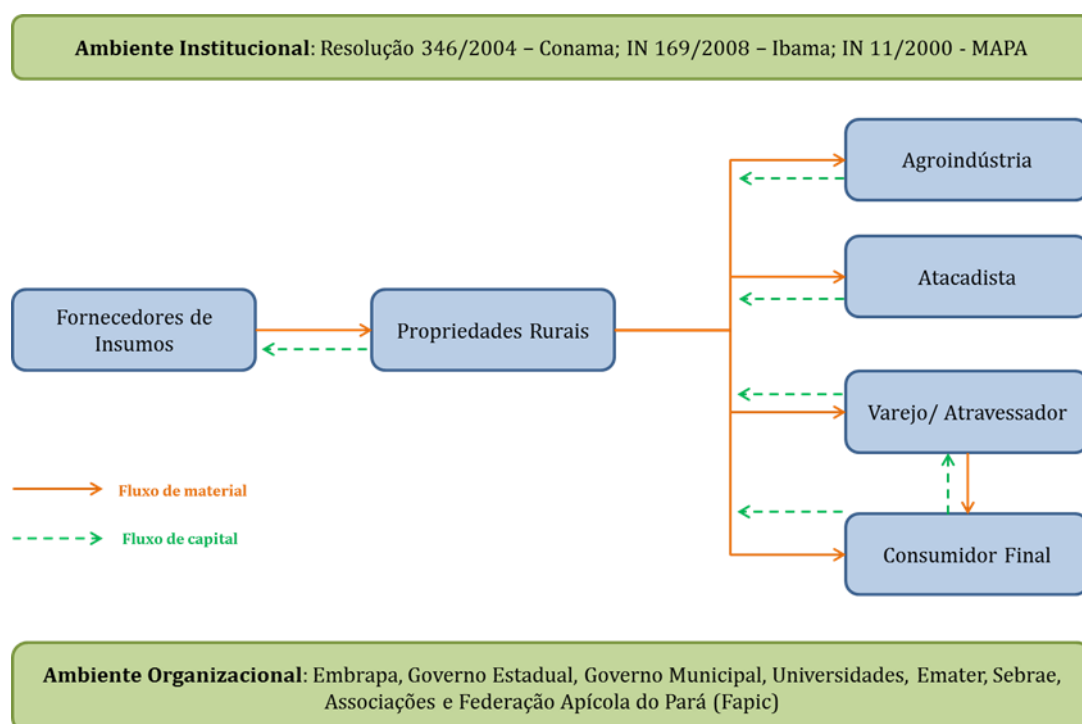 Ambiente Institucional: Resolução 346/2004 – Conama; IN 169/2008 – Ibama; IN 11/2000 - MAPA
Agroindústria
Atacadista
Fornecedores de
Insumos
Propriedades Rurais
Varejo/ Atravessador
Fluxo de material
Fluxo de capital
Consumidor Final
Ambiente Organizacional: Embrapa, Governo Estadual, Governo Municipal, Universidades, Emater, Sebrae,
Associações e Federação Apícola do Pará (Fapic)